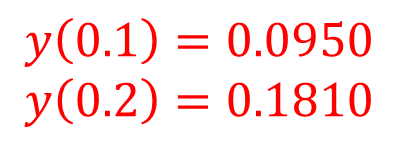 y(0.1) = 0.0950
y(0.2) = 0.1810